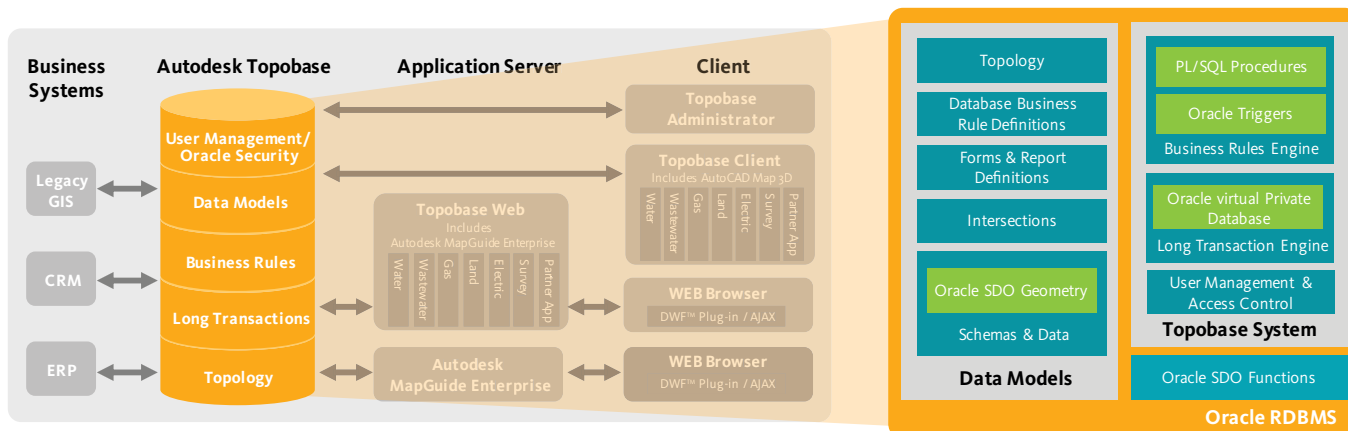 Business
Systems
Autodesk Topobase
Application Server
Client
Legacy
GIS
CRM
ERP
User Management/
Oracle Security
Data Models
Business Rules
Long Transactions
Topology
Topobase Web
Includes
Autodesk MapGuide Enterprise
Water
Wastewater
Gas
Land
Electric
Survey
Partner App
Autodesk
MapGuide Enterprise
Topobase
Administrator
Topobase Client
Includes AutoCAD Map 3D
Water
Wastewater
Gas
Land
Electric
Survey
Partner App
WEB Browser
DWF™ Plug-in / AJAX
WEB Browser
DWF™ Plug-in / AJAX
Topology
Database Business
Rule Definitions
Forms & Report
Definitions
Intersections
Oracle SDO Geometry
Schemas & Data
Data Models
PL/SQL Procedures
Oracle Triggers
Business Rules Engine
Oracle virtual Private
Database
Long Transaction Engine
User Management &
Access Control
Topobase System
Oracle SDO Functions
Oracle RDBMS